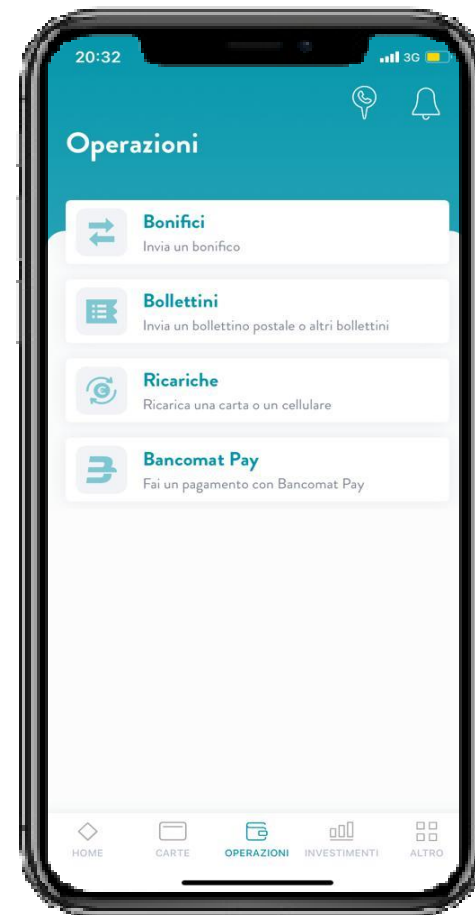 20:32
3G
Operazioni
Bonifici
Invia un bonifico
Bollettini
Invia un bollettino postale o altri bollettini
Ricariche
Ricarica una carta o un cellulare
Bancomat Pay
Fai un pagamento con Bancomat Pay
HOME
CARTE
OPERAZIONI
INVESTIMENTI
ALTRO